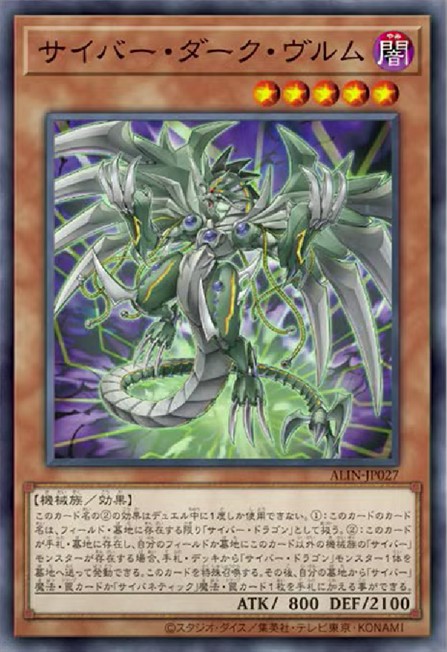 サイバー・ダーク・ヴルム
闇
ALIN-JP027
【機械族/効果】
このカード名の②の効果はデュエル中に1度しか使用できない。①:このカードのカード
名は、フィールド・墓地に存在する限り「サイバー・ドラゴン」として扱う。②:このカード
が手札・墓地に存在し、自分のフィールドか墓地にこのカード以外の機械族の「サイバー」
モンスターが存在する場合、手札・デッキから「サイバー・ドラゴン」モンスター1体を
墓地へ送って発動できる。このカードを特殊召喚する。その後、自分の墓地から「サイバー」
魔法・罠カードか「サイバネティック」魔法・罠カード1枚を手札に加える事ができる。
ATK/ 800 DEF/2100
©スタジオ・ダイス/集英社・テレビ東京・KONAMI